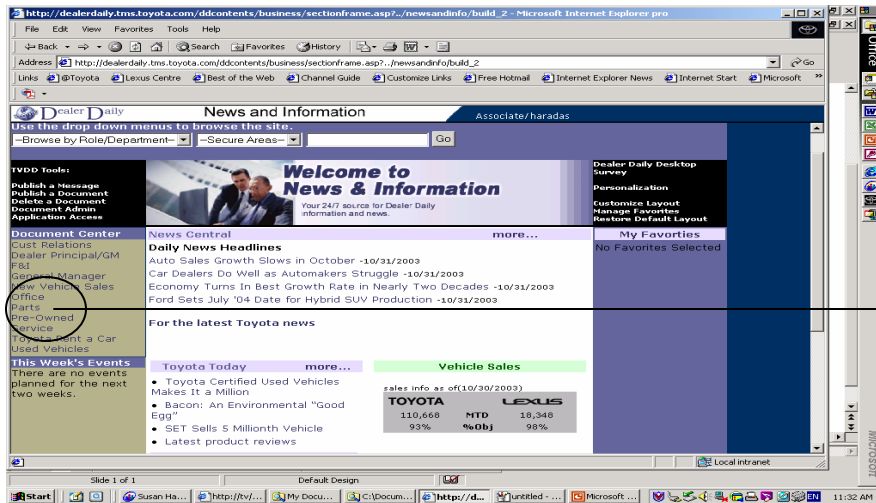 http://dealerdaily.tms.toyota.com/ddcontents/business/sectionframe.asp?../newsandinfo/build_2 - Microsoft Internet Explorer pro
File Edit View Favorites Tools Help
Back Search Favorites History
Address http://dealerdaily.tms.toyota.com/ddcontents/business/sectionframe.asp?../newsandinfo/build_2 Go
Links @Toyota Lexus Centre Best of the Web Channel Guide Customize Links Free Hotmail Internet Explorer News Internet Start Microsoft »
Dealer Daily News and Information Associate/haradas
Use the drop down menus to browse the site.
--Browse by Role/Department-- --Secure Areas-- Go
TVDD Tools:
Publish a Message
Publish a Document
Delete a Document
Document Admin
Application Access
Welcome to
News & Information
Your 24/7 source for Dealer Daily
information and news.
Dealer Daily Desktop
Survey
Personalization
Customize Layout
Manage Favorites
Restore Default Layout
Document Center
Cust Relations
Dealer Principal/GM
F&I
General Manager
New Vehicle Sales
Office
Parts
Pre-Owned
Service
Toyota Rent a Car
Used Vehicles
News Central more...
Daily News Headlines
Auto Sales Growth Slows in October -10/31/2003
Car Dealers Do Well as Automakers Struggle -10/31/2003
Economy Turns In Best Growth Rate in Nearly Two Decades -10/31/2003
Ford Sets July '04 Date for Hybrid SUV Production -10/31/2003
For the latest Toyota news
My Favorties
No Favorites Selected
This Week's Events
There are no events
planned for the next
two weeks.
Toyota Today more...
• Toyota Certified Used Vehicles
Makes It a Million
• Bacon: An Environmental "Good
Egg"
• SET Sells 5 Millionth Vehicle
• Latest product reviews
Vehicle Sales
sales info as of(10/30/2003)
TOYOTA LEXUS
110,668 MTD 18,348
93% %Obj 98%
Local intranet
Slide 1 of 1 Default Design
Start Susan Ha... http://tv/... My Docu... C:\Docum... http://d... untitled - ... Microsoft ... EN 11:32 AM
Office
Microsoft